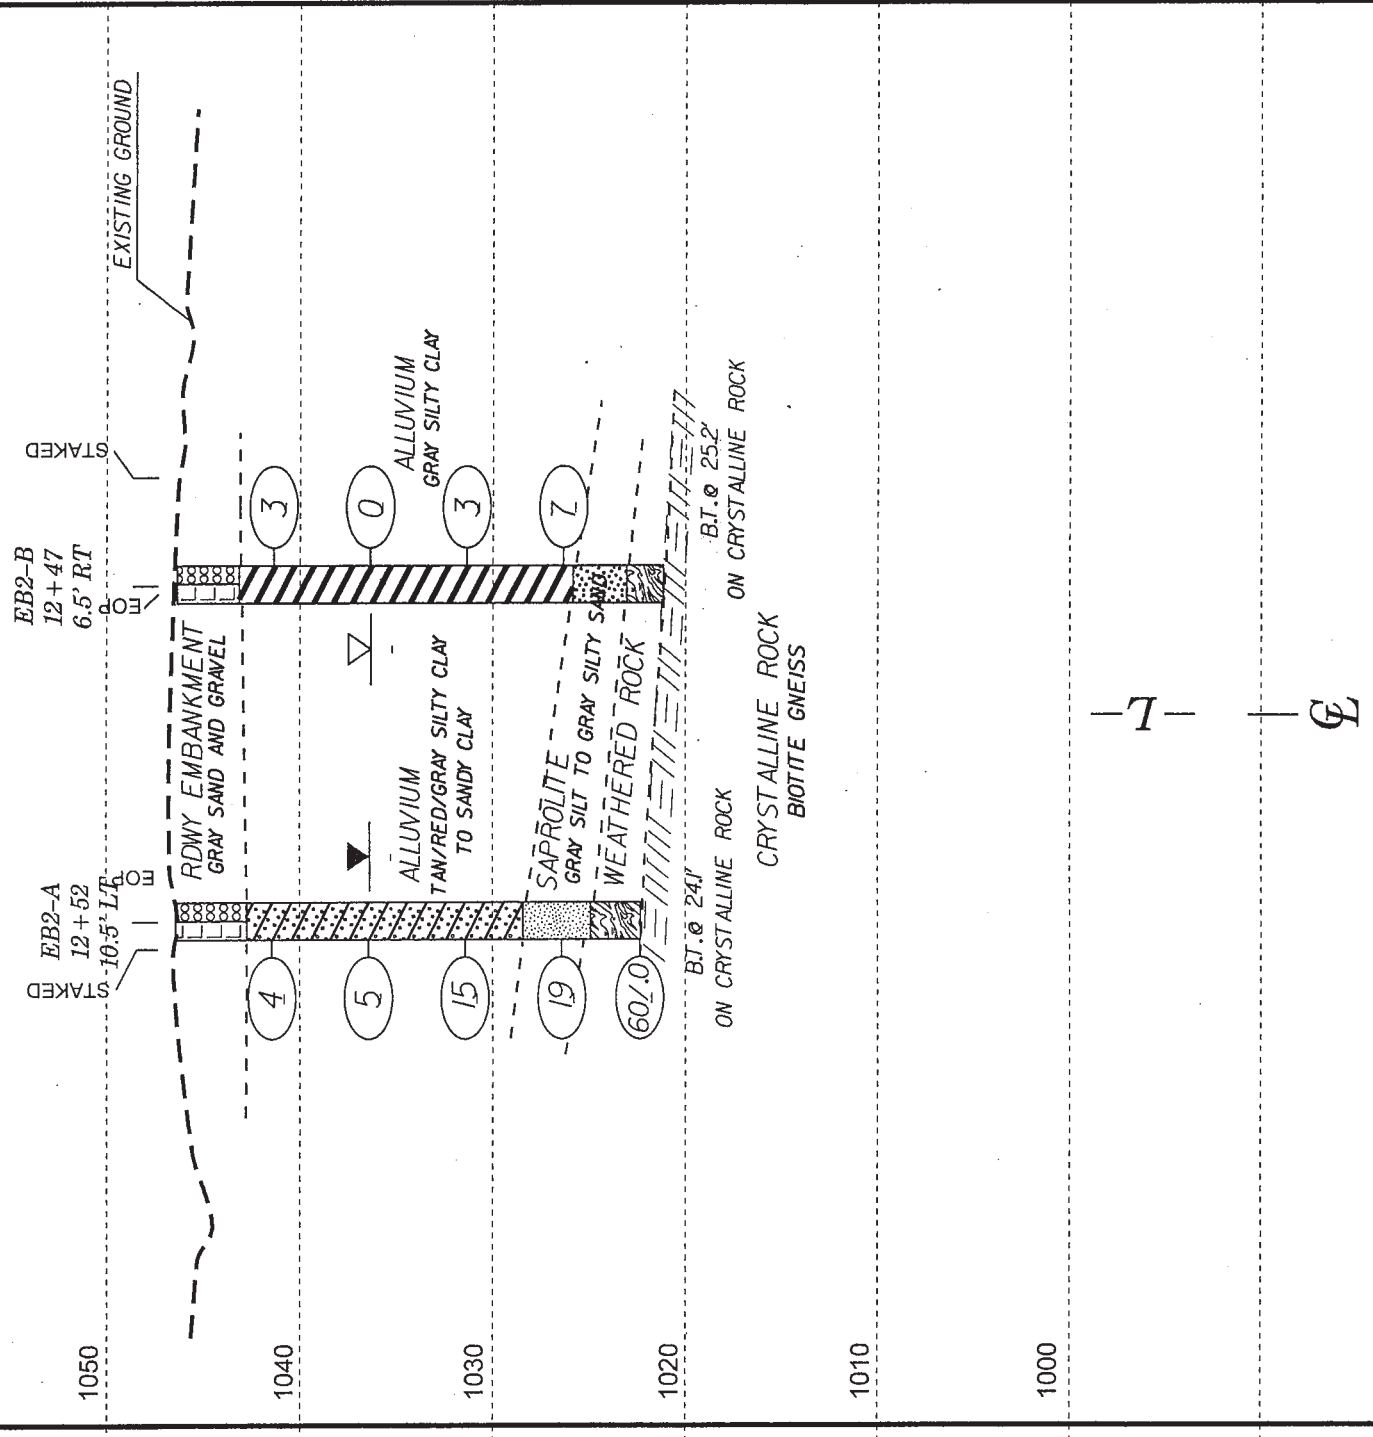 EB2-A
12+52
10.5' LT
EB2-B
12+47
6.5' RT
STAKED
EOP
EOP
STAKED
EXISTING GROUND
1050
RDWY EMBANKMENT
GRAY SAND AND GRAVEL
1040
4
3
5
0
ALLUVIUM
TAN/RED/GRAY SILTY CLAY
TO SANDY CLAY
ALLUVIUM
GRAY SILTY CLAY
15
3
1030
19
7
SAPROLITE
GRAY SILT TO GRAY SILTY SAND
WEATHERED ROCK
60/.0
1020
B.T.@ 24.1'
ON CRYSTALLINE ROCK
B.T.@ 25.2'
ON CRYSTALLINE ROCK
CRYSTALLINE ROCK
BIOTITE GNEISS
1010
1000
-L-
℄